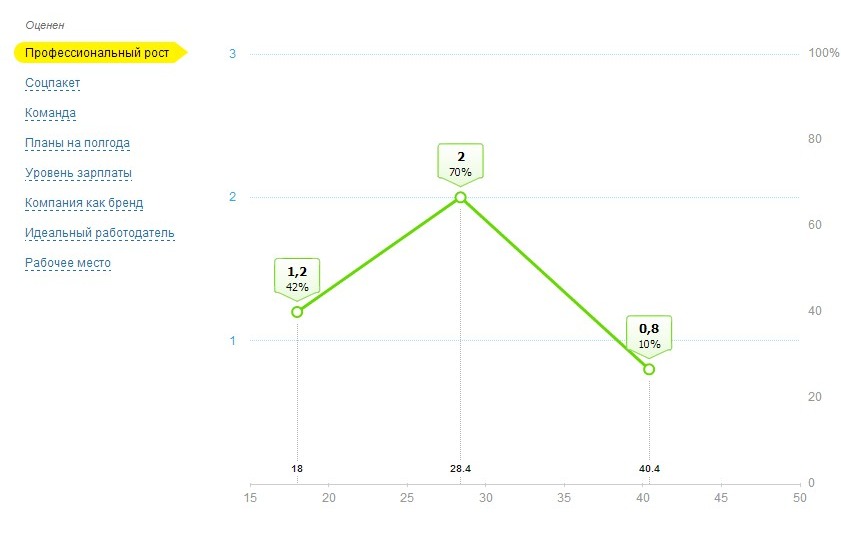 Оценен
Профессиональный рост
Соцпакет
Команда
Планы на полгода
Уровень зарплаты
Компания как бренд
Идеальный работодатель
Рабочее место
3
2
1
100%
80
60
40
20
0
2
70%
1,2
42%
0,8
10%
18
28.4
40.4
15 20 25 30 35 40 45 50